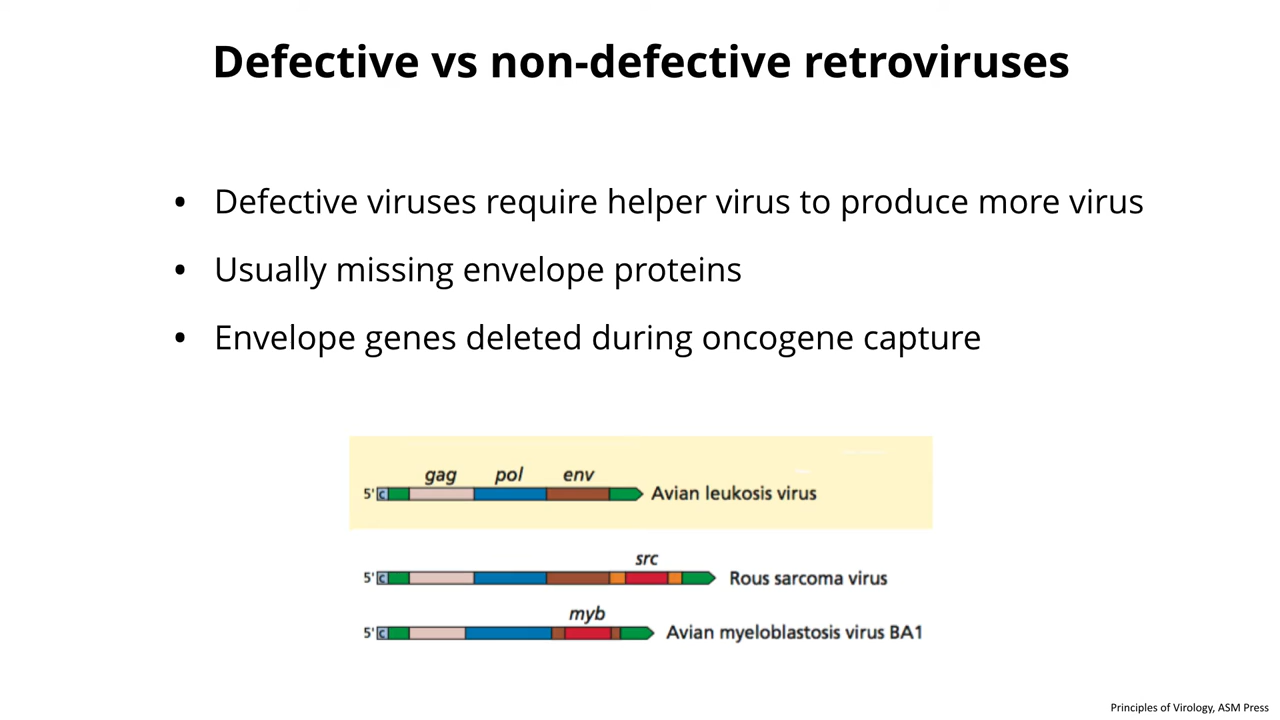 Defective vs non-defective retroviruses
• Defective viruses require helper virus to produce more virus
• Usually missing envelope proteins
• Envelope genes deleted during oncogene capture
gag pol env
5' C Avian leukosis virus
src
5' C Rous sarcoma virus
myb
5' C Avian myeloblastosis virus BA1
Principles of Virology, ASM Press